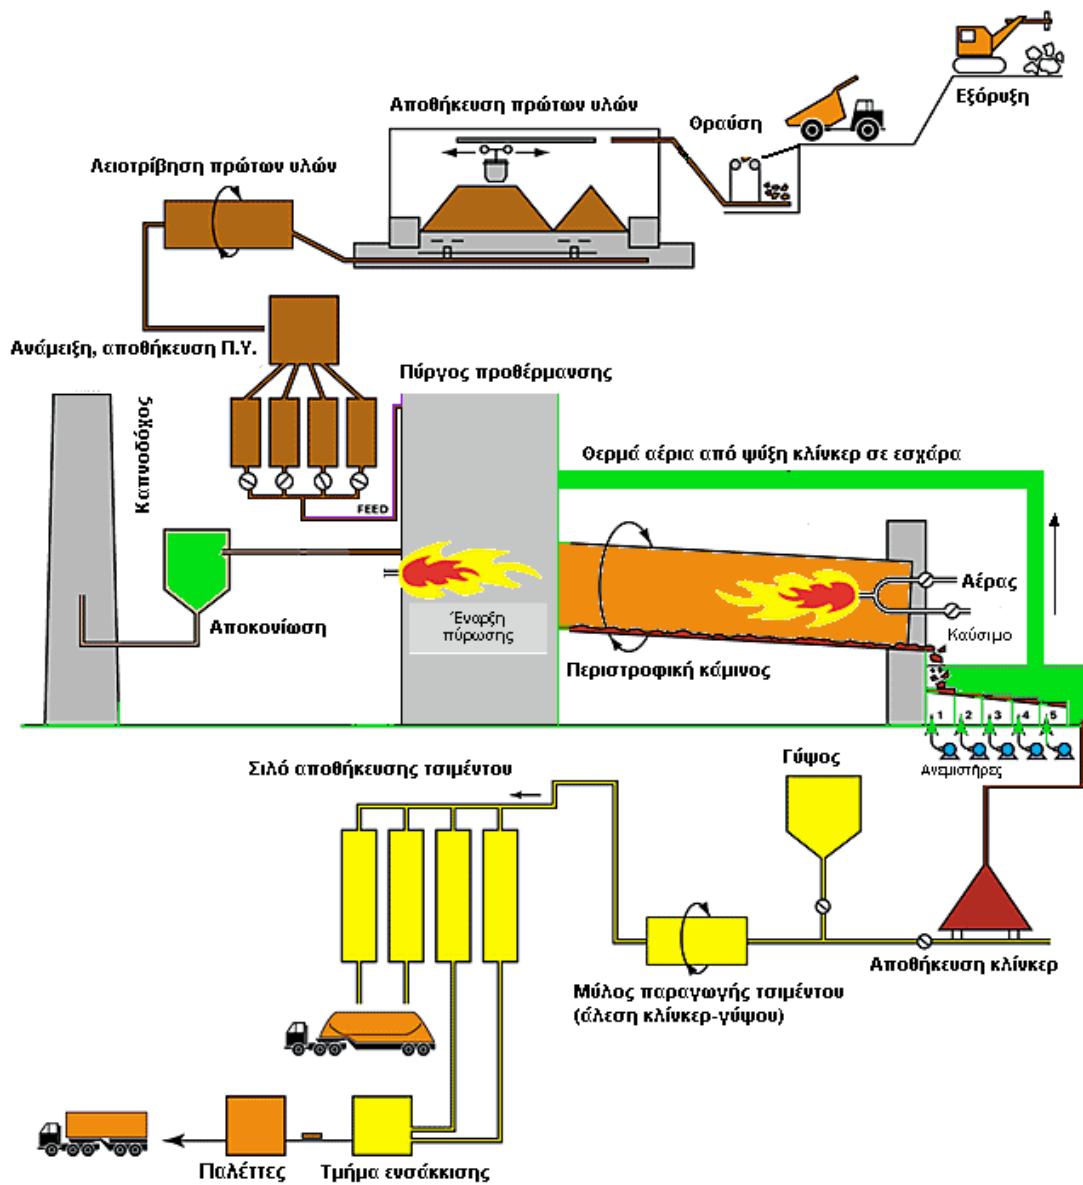 Εξόρυξη
Θραύση
Αποθήκευση πρώτων υλών
Λειοτρίβηση πρώτων υλών
Ανάμειξη, αποθήκευση Π.Υ.
Πύργος προθέρμανσης
Καπνοδόχος
Θερμά αέρια από ψύξη κλίνκερ σε εσχάρα
FEED
Αέρας
Καύσιμο
Αποκονίωση
Έναρξη
πύρωσης
Περιστροφική κάμινος
1 2 3 4 5
Ανεμιστήρες
Γύψος
Σιλό αποθήκευσης τσιμέντου
Αποθήκευση κλίνκερ
Μύλος παραγωγής τσιμέντου
(άλεση κλίνκερ-γύψου)
Παλέττες
Τμήμα ενσάκκισης